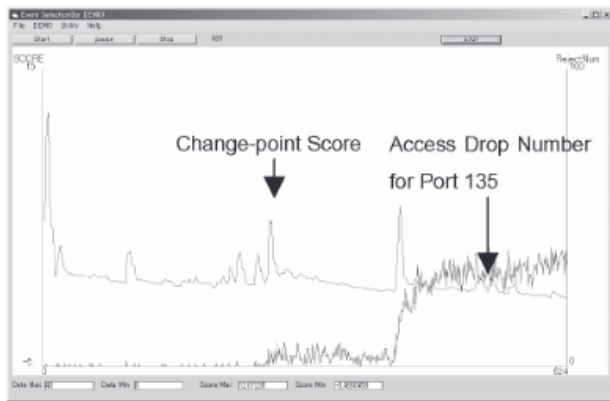 Event Selection(for DEMO)
File DEMO Utility Help
Start pause Stop
SCORE
15
RejectNum
100
Change-point Score
Access Drop Number
for Port 135
-5
0
0
624
Data Max Data Min Score Max Score Min